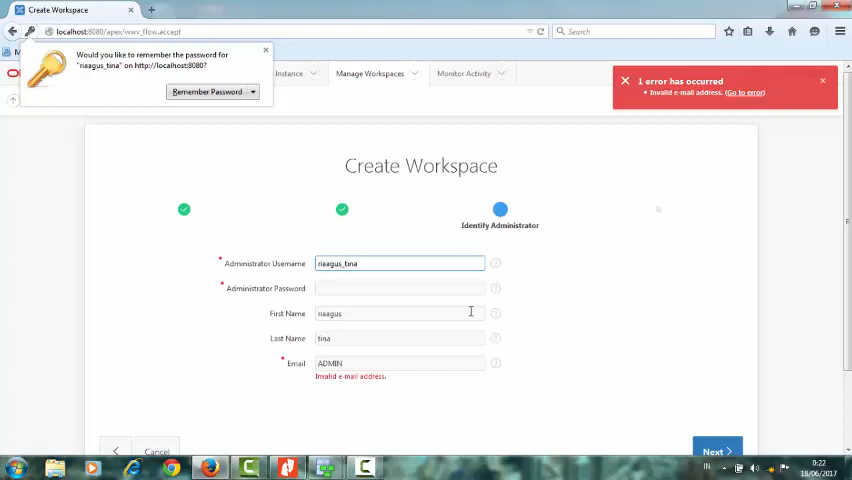 Create Workspace
localhost:8080/apex/wwv_flow.accept
Search
Would you like to remember the password for
"riaagus_tina" on http://localhost:8080?
Remember Password
Instance
Manage Workspaces
Monitor Activity
1 error has occurred
Invalid e-mail address. (Go to error)
Create Workspace
Identify Administrator
* Administrator Username
riaagus_tina
* Administrator Password
First Name
riaagus
Last Name
tina
* Email
ADMIN
Invalid e-mail address.
Cancel
Next
IN
0:22
18/06/2017